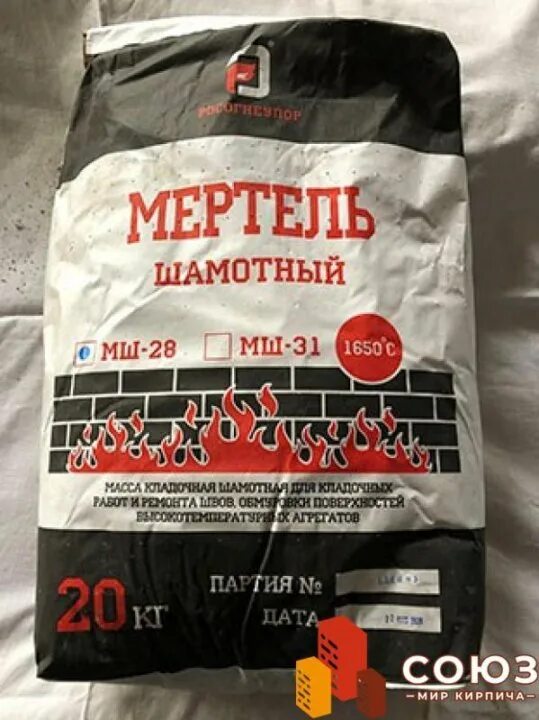 РОСОГНЕУПОР
МЕРТЕЛЬ
ШАМОТНЫЙ
МШ-28 МШ-31 1650°С
МАССА КЛАДОЧНАЯ ШАМОТНАЯ ДЛЯ КЛАДОЧНЫХ
РАБОТ И РЕМОНТА ШВОВ, ОБМУРОВКИ ПОВЕРХНОСТЕЙ
ВЫСОКОТЕМПЕРАТУРНЫХ АГРЕГАТОВ
20 КГ
ПАРТИЯ №
ДАТА
СОЮЗ
МИР КИРПИЧА